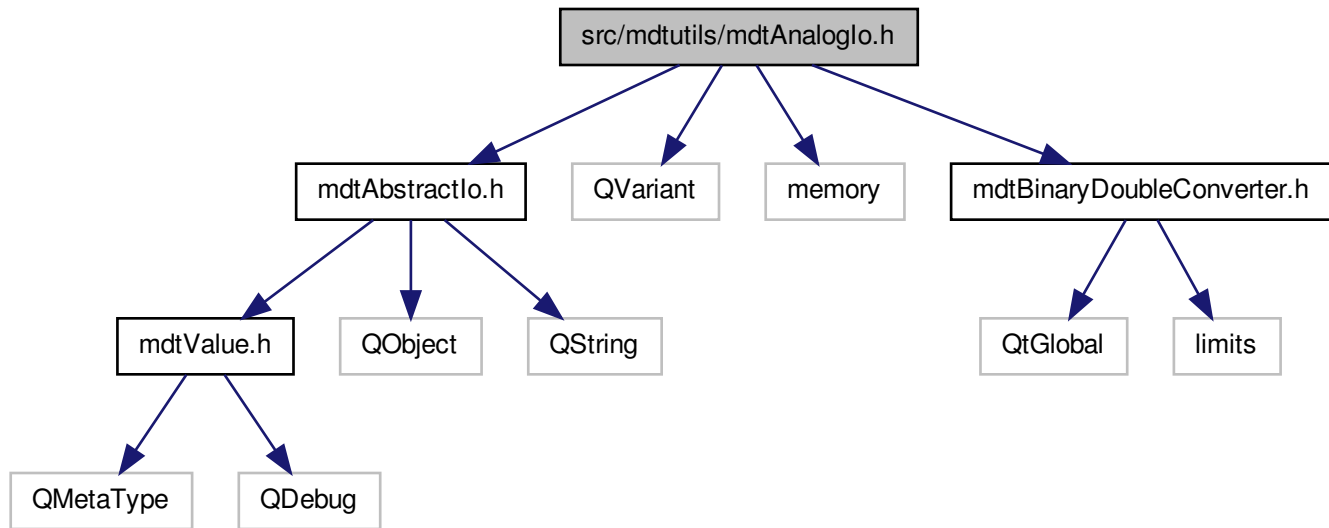 src/mdtutils/mdtAnalogIo.h
mdtAbstractIo.h
QVariant
memory
mdtBinaryDoubleConverter.h
mdtValue.h
QObject
QString
QtGlobal
limits
QMetaType
QDebug